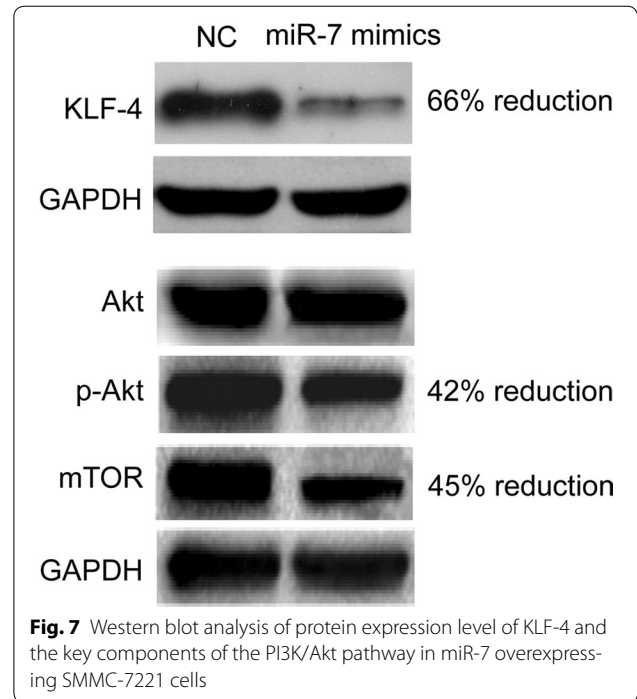 NC miR-7 mimics
KLF-4 66% reduction
GAPDH
Akt
p-Akt 42% reduction
mTOR 45% reduction
GAPDH
Fig. 7 Western blot analysis of protein expression level of KLF-4 and
the key components of the PI3K/Akt pathway in miR-7 overexpress-
ing SMMC-7221 cells